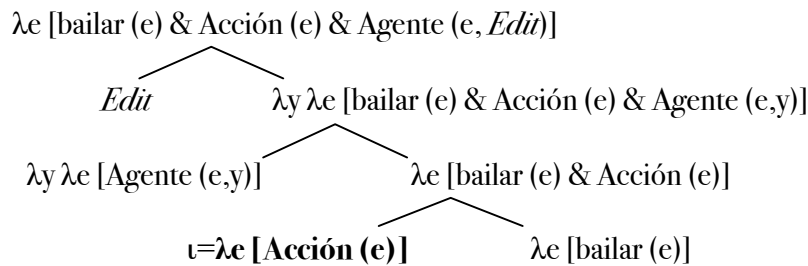 λe [bailar (e) & Acción (e) & Agente (e, Edit)]
Edit λy λe [bailar (e) & Acción (e) & Agente (e,y)]
λy λe [Agente (e,y)] λe [bailar (e) & Acción (e)]
ι=λe [Acción (e)] λe [bailar (e)]